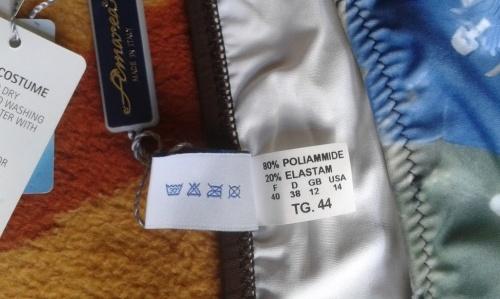 COSTUME
DRY
WASHING
TER WITH
OR
Amarea
MADE IN ITALY
80% POLIAMMIDE
20% ELASTAM
F D GB USA
40 38 12 14
TG. 44